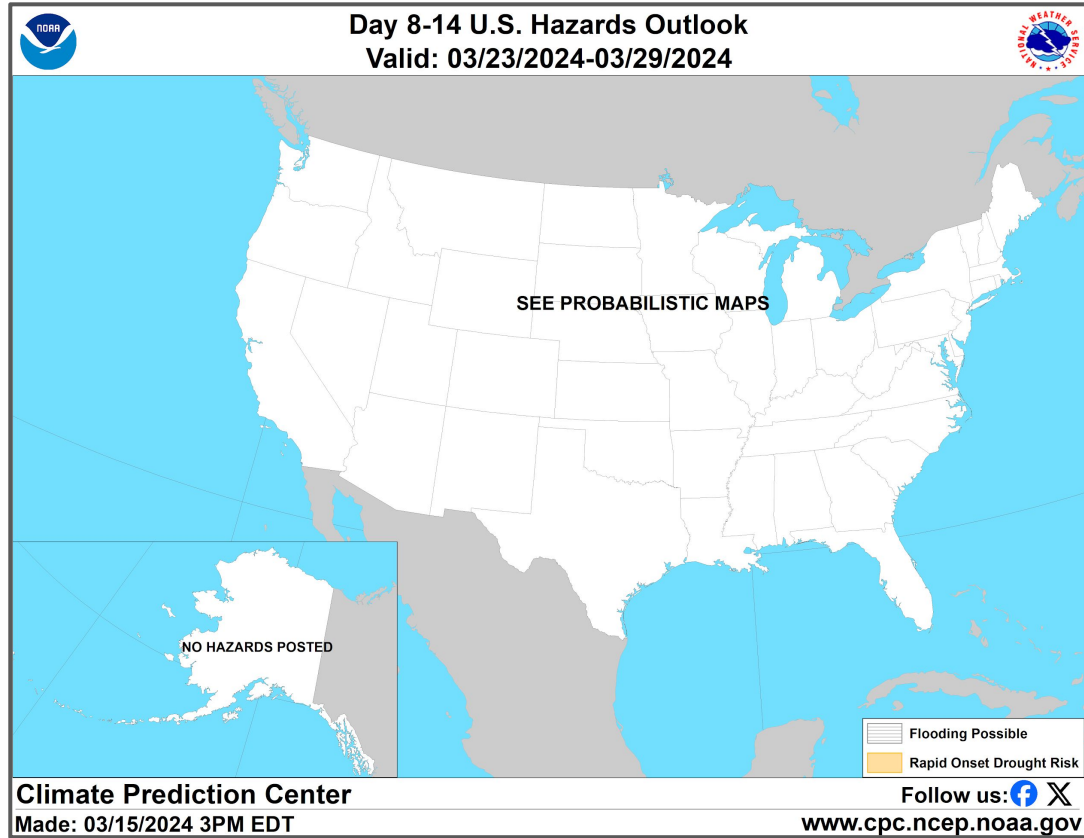 NOAA
Day 8-14 U.S. Hazards Outlook
Valid: 03/23/2024-03/29/2024
NATIONAL WEATHER SERVICE
SEE PROBABILISTIC MAPS
NO HAZARDS POSTED
Flooding Possible
Rapid Onset Drought Risk
Climate Prediction Center
Follow us:
Made: 03/15/2024 3PM EDT
www.cpc.ncep.noaa.gov